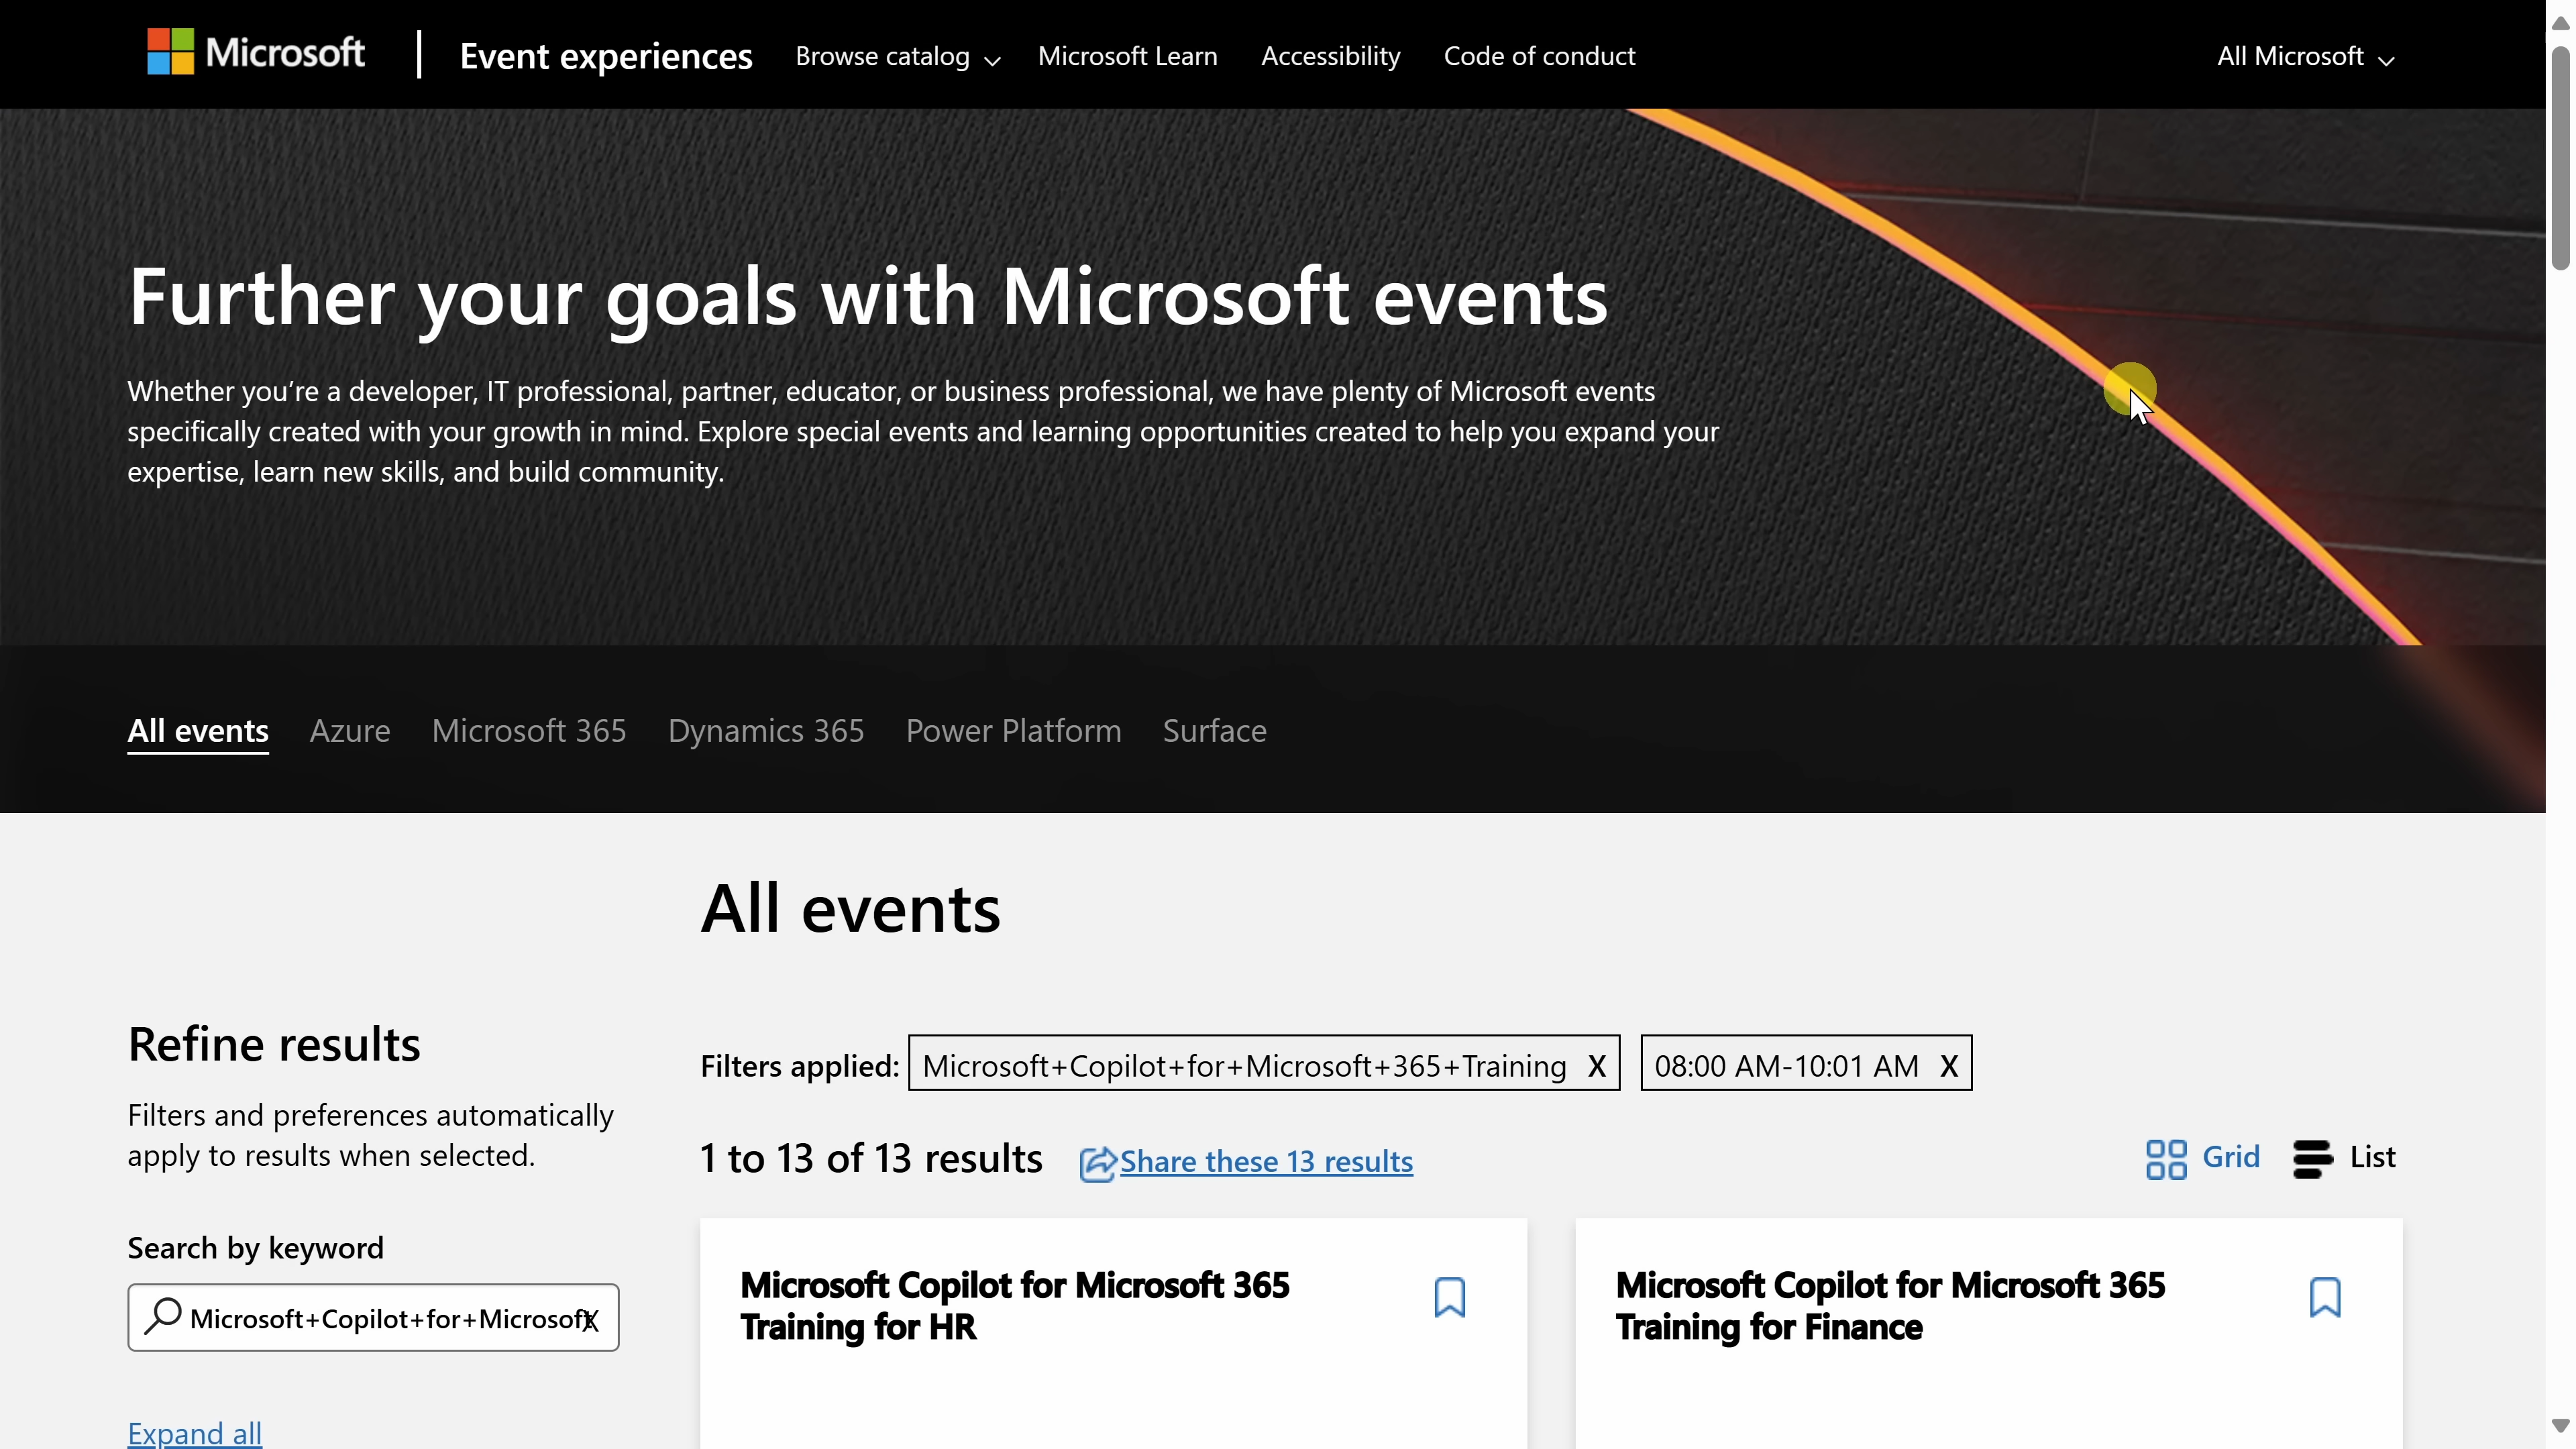 Microsoft
Event experiences
Browse catalog
Microsoft Learn
Accessibility
Code of conduct
All Microsoft
Further your goals with Microsoft events
Whether you’re a developer, IT professional, partner, educator, or business professional, we have plenty of Microsoft events
specifically created with your growth in mind. Explore special events and learning opportunities created to help you expand your
expertise, learn new skills, and build community.
All events
Azure
Microsoft 365
Dynamics 365
Power Platform
Surface
All events
Refine results
Filters and preferences automatically
apply to results when selected.
Search by keyword
Microsoft+Copilot+for+Microsoft X
Expand all
Filters applied: Microsoft+Copilot+for+Microsoft+365+Training X 08:00 AM-10:01 AM X
1 to 13 of 13 results
Share these 13 results
Grid
List
Microsoft Copilot for Microsoft 365
Training for HR
Microsoft Copilot for Microsoft 365
Training for Finance